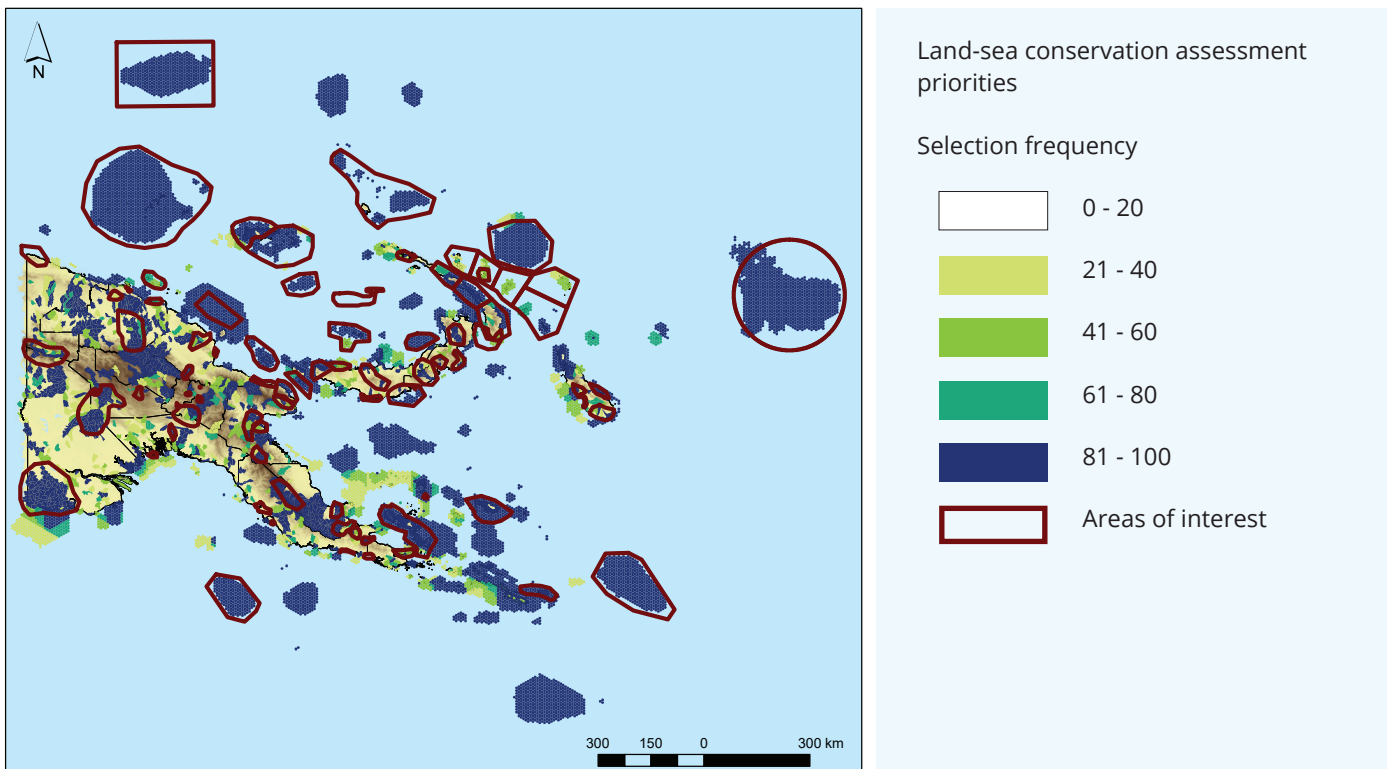 N
Land-sea conservation assessment
priorities
Selection frequency
0 - 20
21 - 40
41 - 60
61 - 80
81 - 100
Areas of interest
300 150 0 300 km